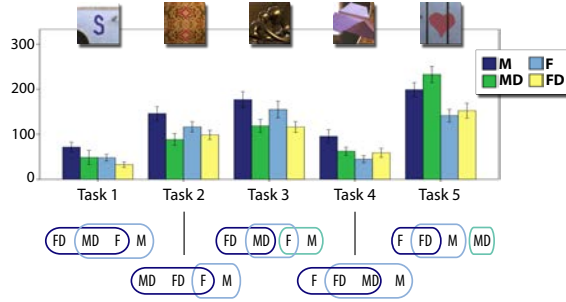 S
300
200
100
0
M F
MD FD
Task 1 Task 2 Task 3 Task 4 Task 5
FD MD F M
FD MD F M
F FD M MD
MD FD F M
F FD MD M